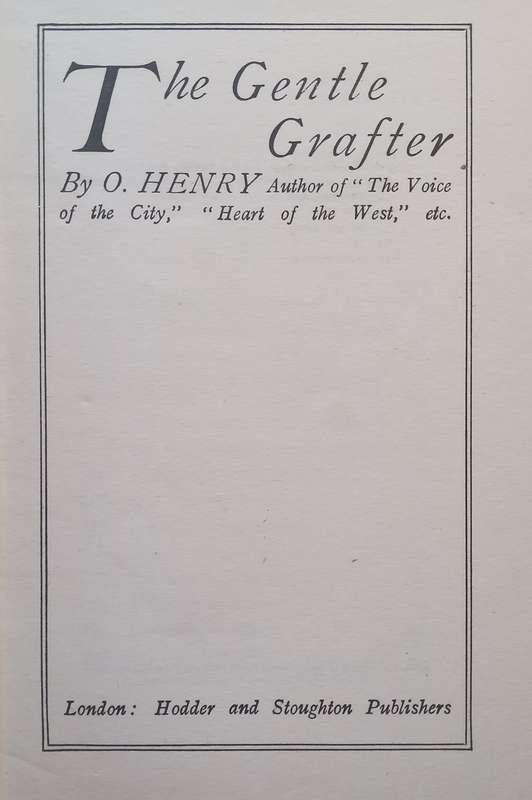 The Gentle
Grafter
By O. HENRY Author of “The Voice
of the City,” “Heart of the West,” etc.
London: Hodder and Stoughton Publishers